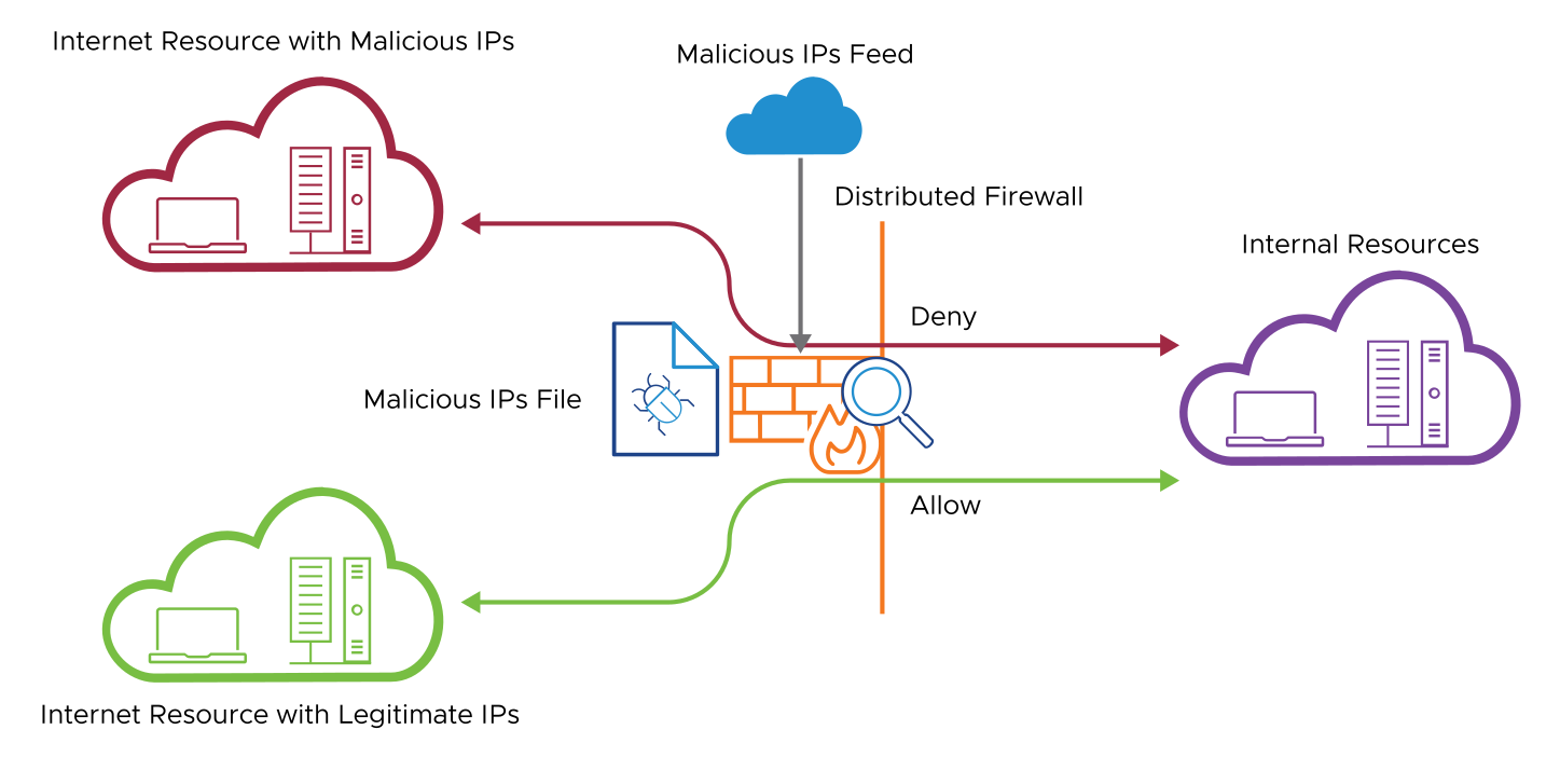 Internet Resource with Malicious IPs
Malicious IPs Feed
Distributed Firewall
Internal Resources
Deny
Malicious IPs File
Allow
Internet Resource with Legitimate IPs